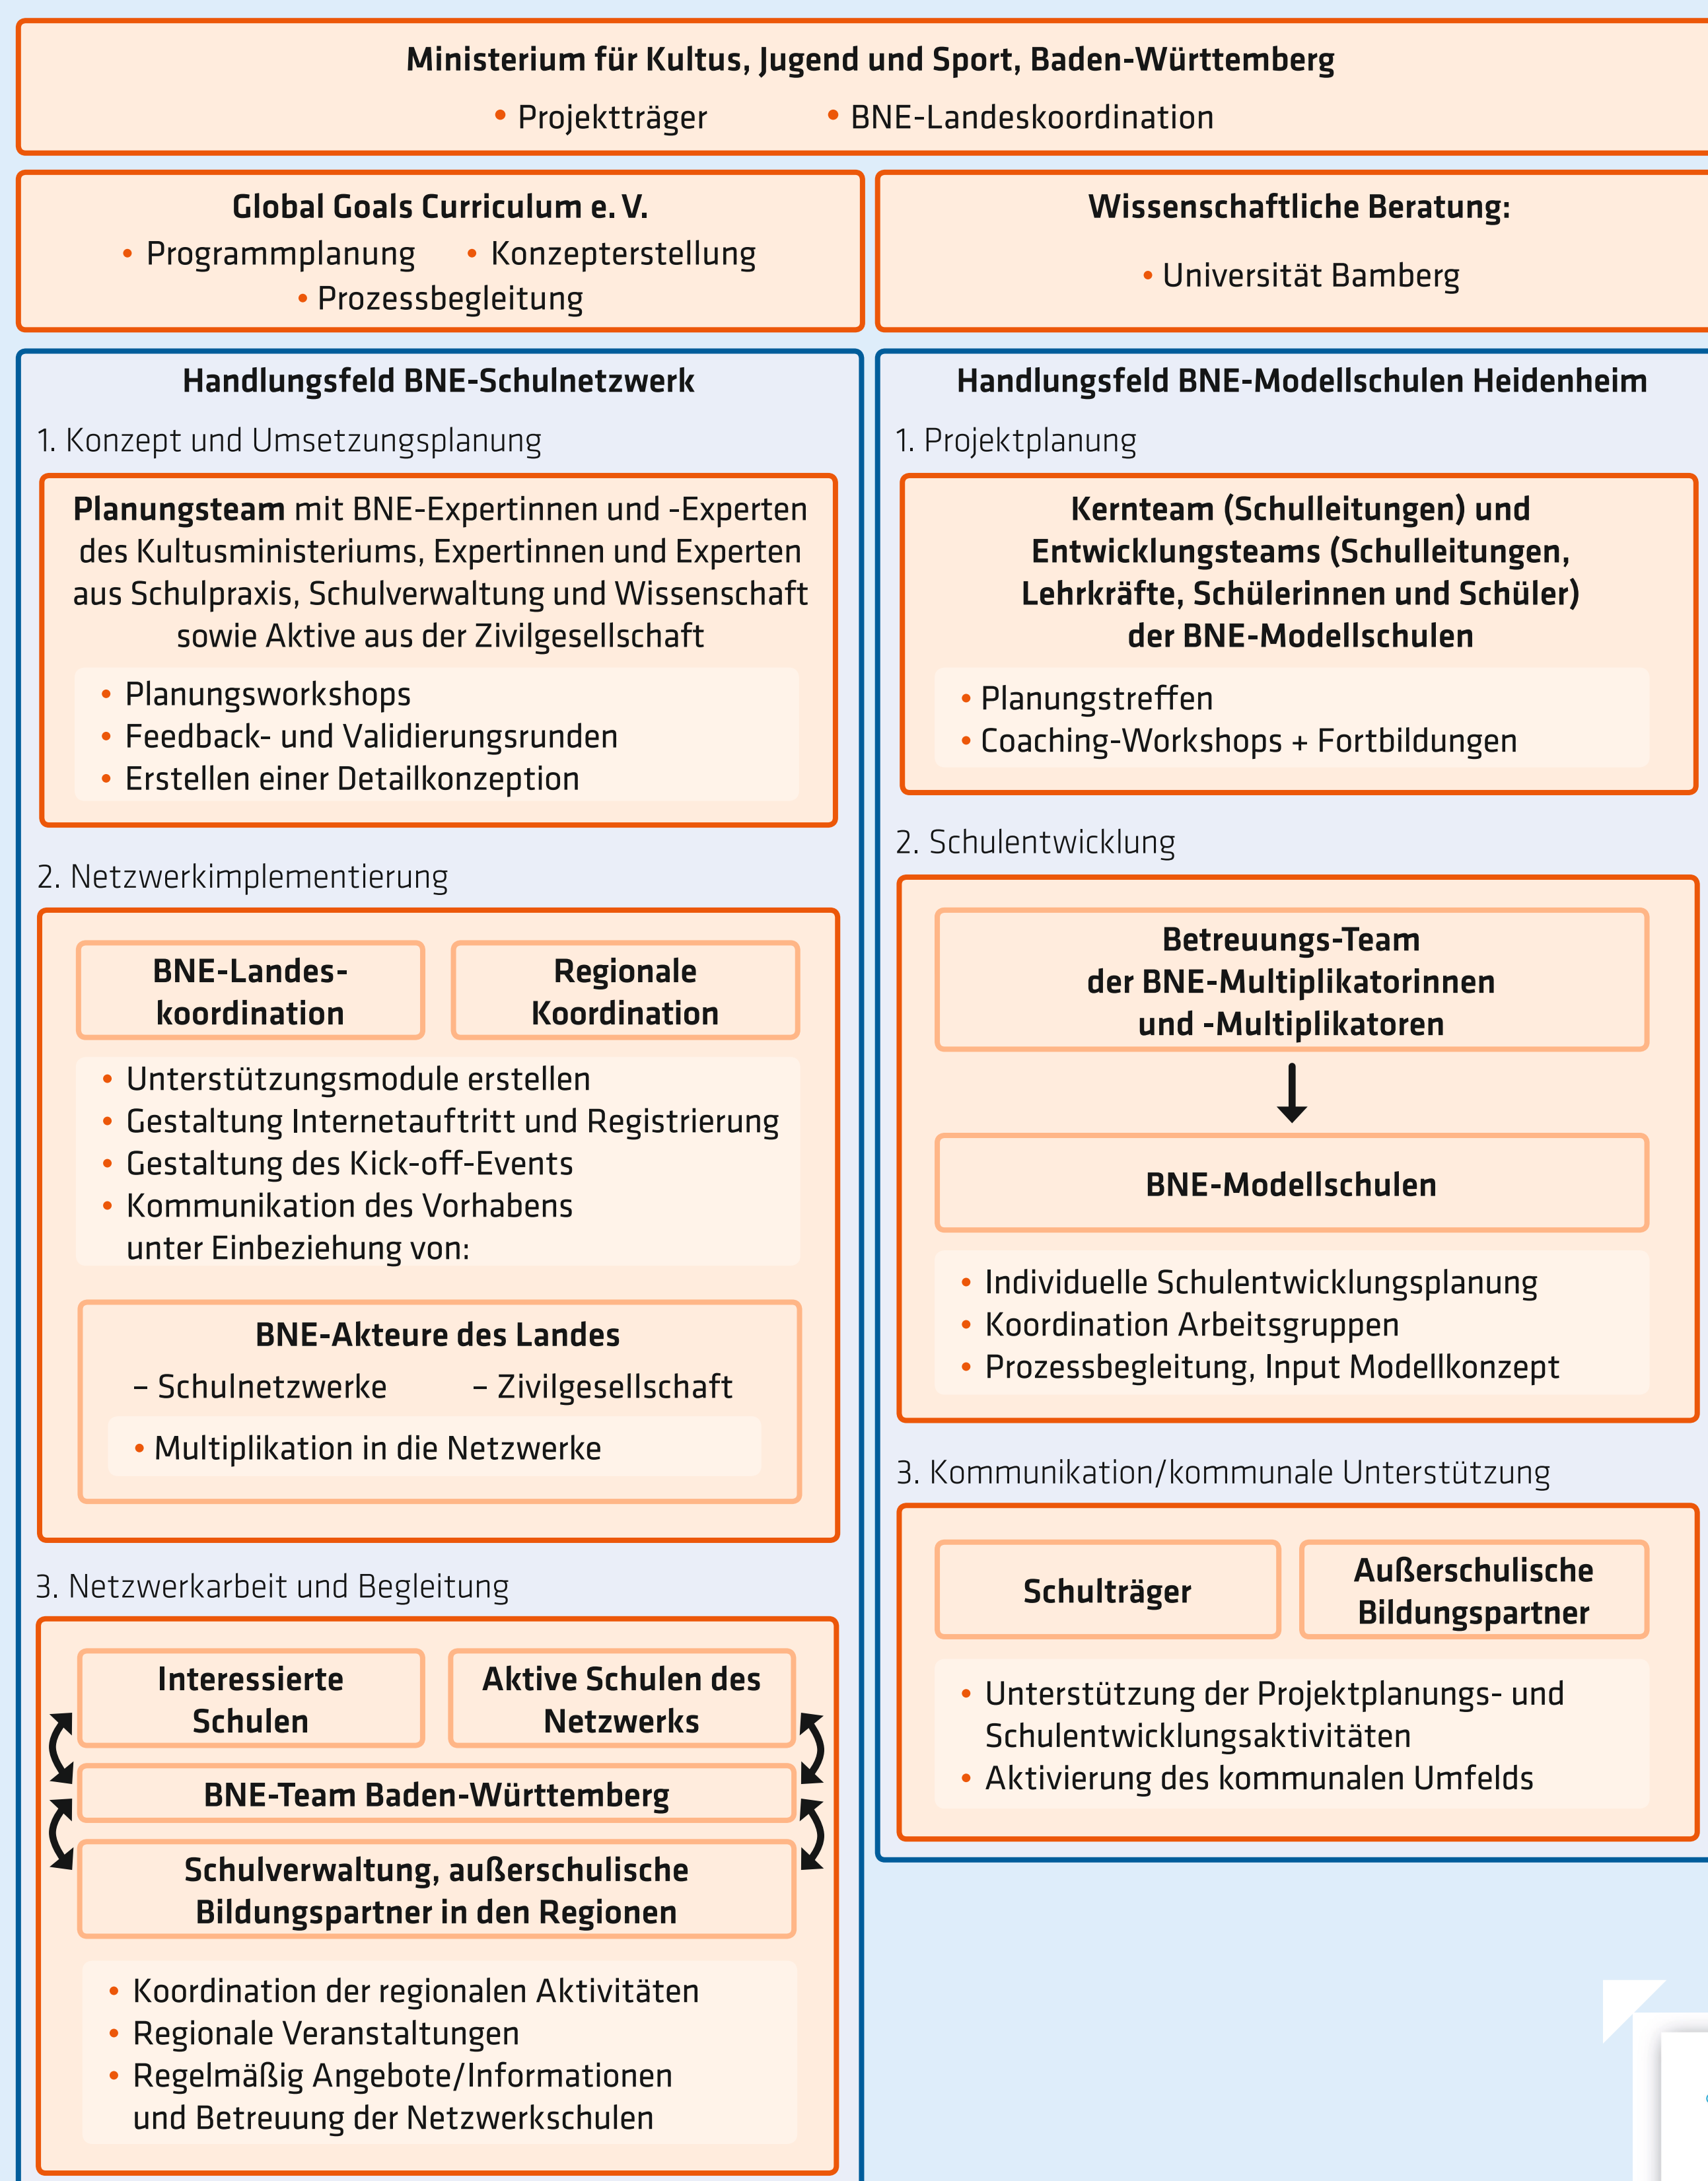 Ministerium für Kultus, Jugend und Sport, Baden-Württemberg
• Projektträger • BNE-Landeskoordination
Global Goals Curriculum e. V.
• Programmplanung • Konzepterstellung
• Prozessbegleitung
Wissenschaftliche Beratung:
• Universität Bamberg
Handlungsfeld BNE-Schulnetzwerk
1. Konzept und Umsetzungsplanung
Planungsteam mit BNE-Expertinnen und -Experten
des Kultusministeriums, Expertinnen und Experten
aus Schulpraxis, Schulverwaltung und Wissenschaft
sowie Aktive aus der Zivilgesellschaft
• Planungsworkshops
• Feedback- und Validierungsrunden
• Erstellen einer Detailkonzeption
2. Netzwerkimplementierung
BNE-Landes-
koordination
Regionale
Koordination
• Unterstützungsmodule erstellen
• Gestaltung Internetauftritt und Registrierung
• Gestaltung des Kick-off-Events
• Kommunikation des Vorhabens
unter Einbeziehung von:
BNE-Akteure des Landes
– Schulnetzwerke – Zivilgesellschaft
• Multiplikation in die Netzwerke
3. Netzwerkarbeit und Begleitung
Interessierte
Schulen
Aktive Schulen des
Netzwerks
BNE-Team Baden-Württemberg
Schulverwaltung, außerschulische
Bildungspartner in den Regionen
• Koordination der regionalen Aktivitäten
• Regionale Veranstaltungen
• Regelmäßig Angebote/Informationen
und Betreuung der Netzwerkschulen
Handlungsfeld BNE-Modellschulen Heidenheim
1. Projektplanung
Kernteam (Schulleitungen) und
Entwicklungsteams (Schulleitungen,
Lehrkräfte, Schülerinnen und Schüler)
der BNE-Modellschulen
• Planungstreffen
• Coaching-Workshops + Fortbildungen
2. Schulentwicklung
Betreuungs-Team
der BNE-Multiplikatorinnen
und -Multiplikatoren
BNE-Modellschulen
• Individuelle Schulentwicklungsplanung
• Koordination Arbeitsgruppen
• Prozessbegleitung, Input Modellkonzept
3. Kommunikation/kommunale Unterstützung
Schulträger
Außerschulische
Bildungspartner
• Unterstützung der Projektplanungs- und
Schulentwicklungsaktivitäten
• Aktivierung des kommunalen Umfelds